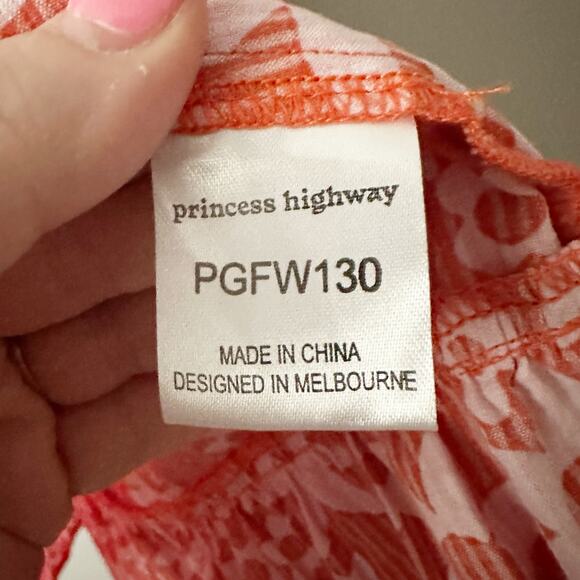 princess highway
PGFW130
MADE IN CHINA
DESIGNED IN MELBOURNE